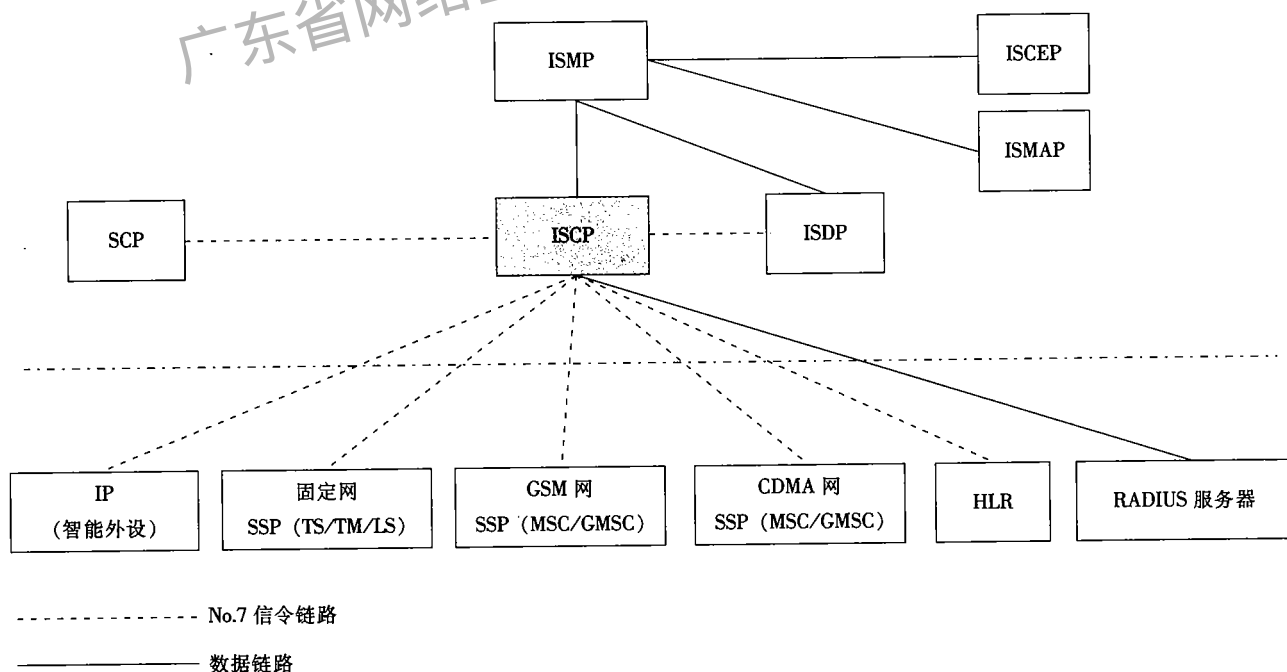 广东省网络
ISMP
ISCEP
ISMAP
SCP
ISCP
ISDP
IP
(智能外设)
固定网
SSP (TS/TM/LS)
GSM 网
SSP (MSC/GMSC)
CDMA 网
SSP (MSC/GMSC)
HLR
RADIUS 服务器
No.7 信令链路
数据链路